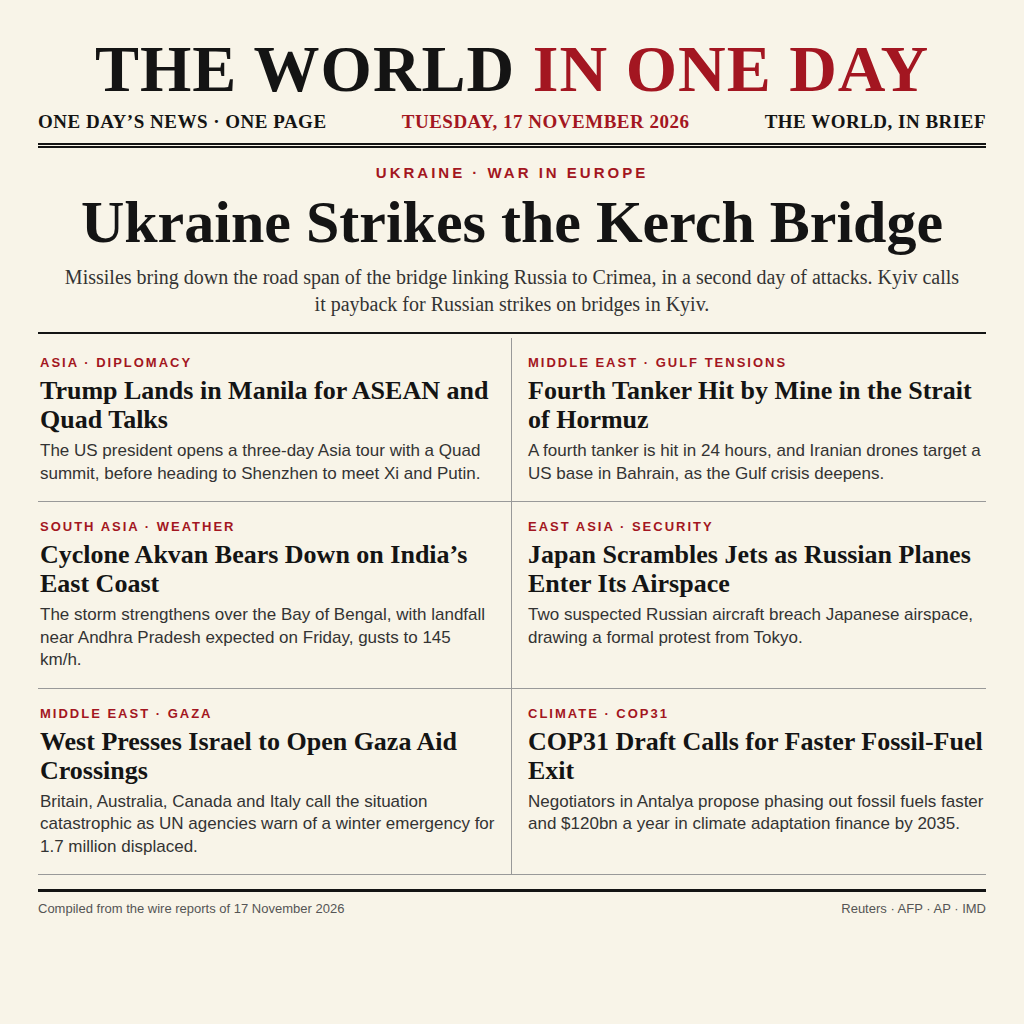 THE WORLD IN ONE DAY
ONE DAY’S NEWS · ONE PAGE
TUESDAY, 17 NOVEMBER 2026
THE WORLD, IN BRIEF
UKRAINE · WAR IN EUROPE
Ukraine Strikes the Kerch Bridge
Missiles bring down the road span of the bridge linking Russia to Crimea, in a second day of attacks. Kyiv calls
it payback for Russian strikes on bridges in Kyiv.
ASIA · DIPLOMACY
Trump Lands in Manila for ASEAN and
Quad Talks
The US president opens a three-day Asia tour with a Quad
summit, before heading to Shenzhen to meet Xi and Putin.
MIDDLE EAST · GULF TENSIONS
Fourth Tanker Hit by Mine in the Strait
of Hormuz
A fourth tanker is hit in 24 hours, and Iranian drones target a
US base in Bahrain, as the Gulf crisis deepens.
SOUTH ASIA · WEATHER
Cyclone Akvan Bears Down on India’s
East Coast
The storm strengthens over the Bay of Bengal, with landfall
near Andhra Pradesh expected on Friday, gusts to 145
km/h.
EAST ASIA · SECURITY
Japan Scrambles Jets as Russian Planes
Enter Its Airspace
Two suspected Russian aircraft breach Japanese airspace,
drawing a formal protest from Tokyo.
MIDDLE EAST · GAZA
West Presses Israel to Open Gaza Aid
Crossings
Britain, Australia, Canada and Italy call the situation
catastrophic as UN agencies warn of a winter emergency for
1.7 million displaced.
CLIMATE · COP31
COP31 Draft Calls for Faster Fossil-Fuel
Exit
Negotiators in Antalya propose phasing out fossil fuels faster
and $120bn a year in climate adaptation finance by 2035.
Compiled from the wire reports of 17 November 2026
Reuters · AFP · AP · IMD